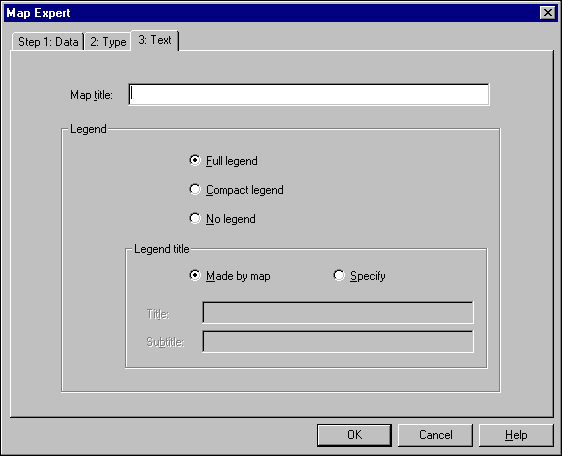 Map Expert
Step 1: Data 2: Type 3: Text
Map title:
Legend
Full legend
Compact legend
No legend
Legend title
Made by map Specify
Title:
Subtitle:
OK Cancel Help